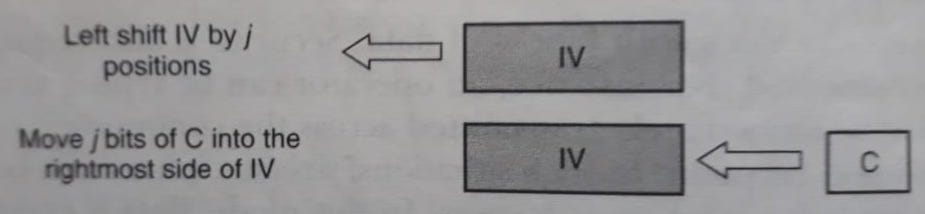 Left shift IV by j
positions
IV
Move j bits of C into the
rightmost side of IV
IV
C